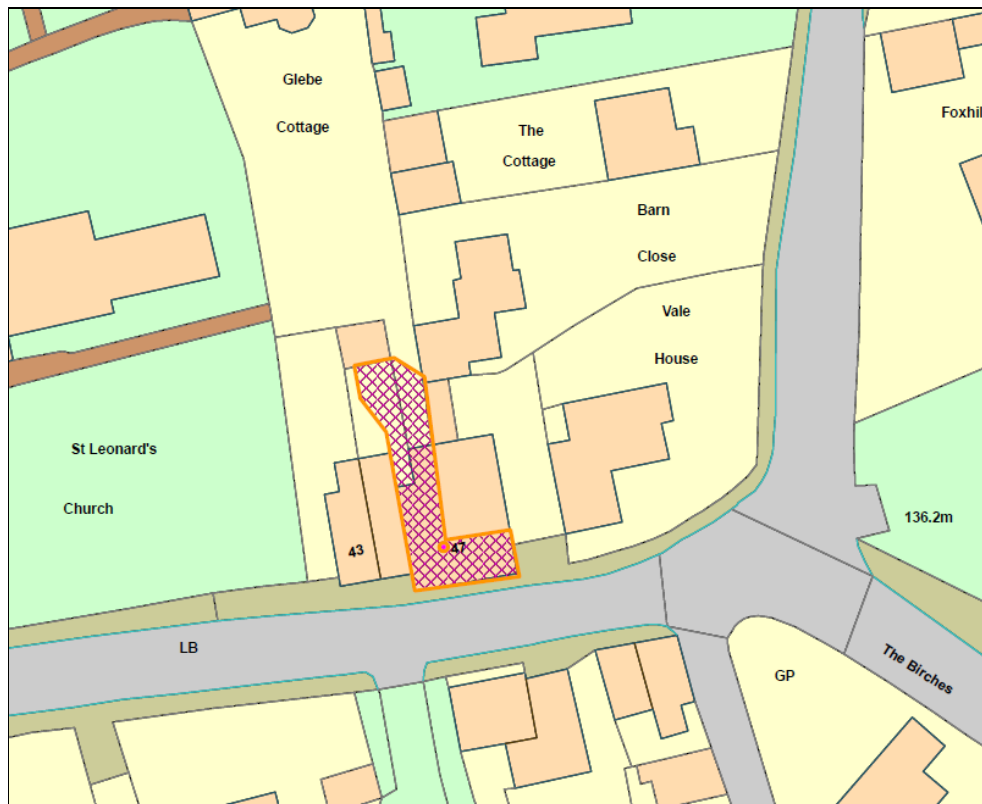 Glebe
Cottage
The
Cottage
Foxhil
Barn
Close
Vale
House
St Leonard's
Church
136.2m
43
47
LB
GP
The Birches